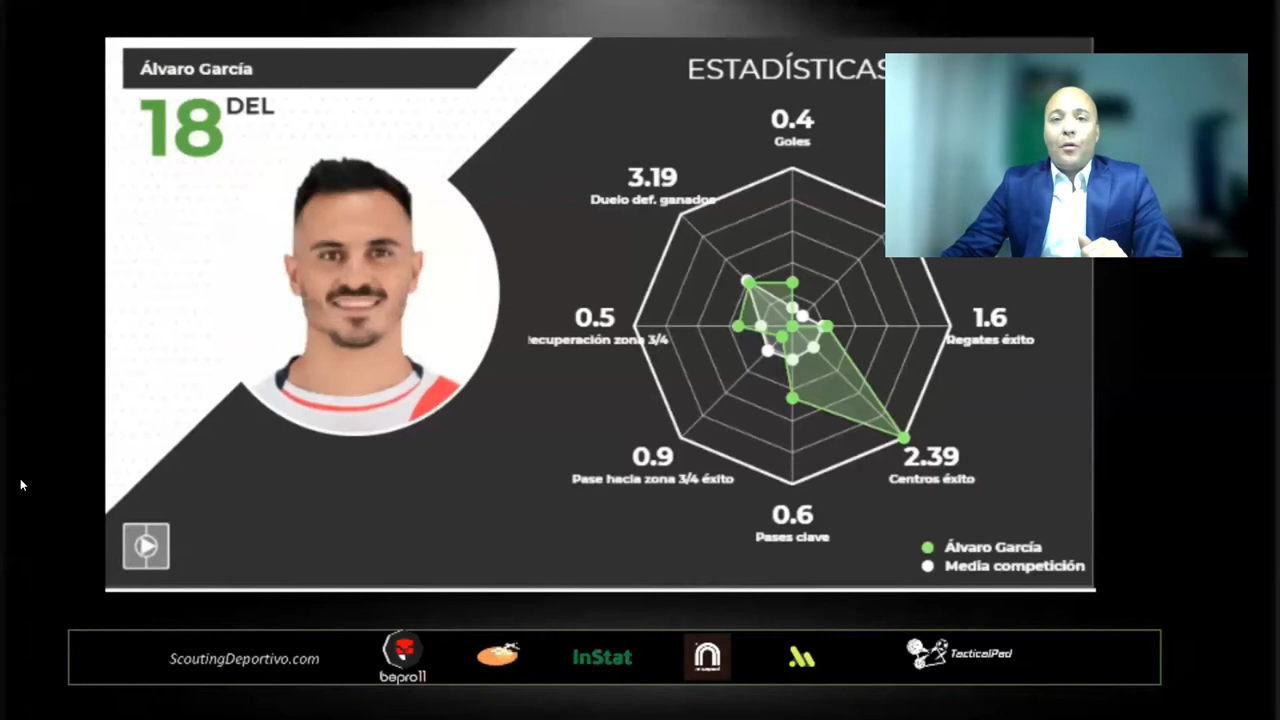 Álvaro García
18 DEL
ESTADÍSTICAS
0.4
Goles
3.19
Duelo def. ganados
0.5
ecuperación zona 3/4
1.6
Regates éxito
0.9
Pase hacia zona 3/4 éxito
2.39
Centros éxito
0.6
Pases clave
Álvaro García
Media competición
ScoutingDeportivo.com
bepro11
InStat
TacticalPad